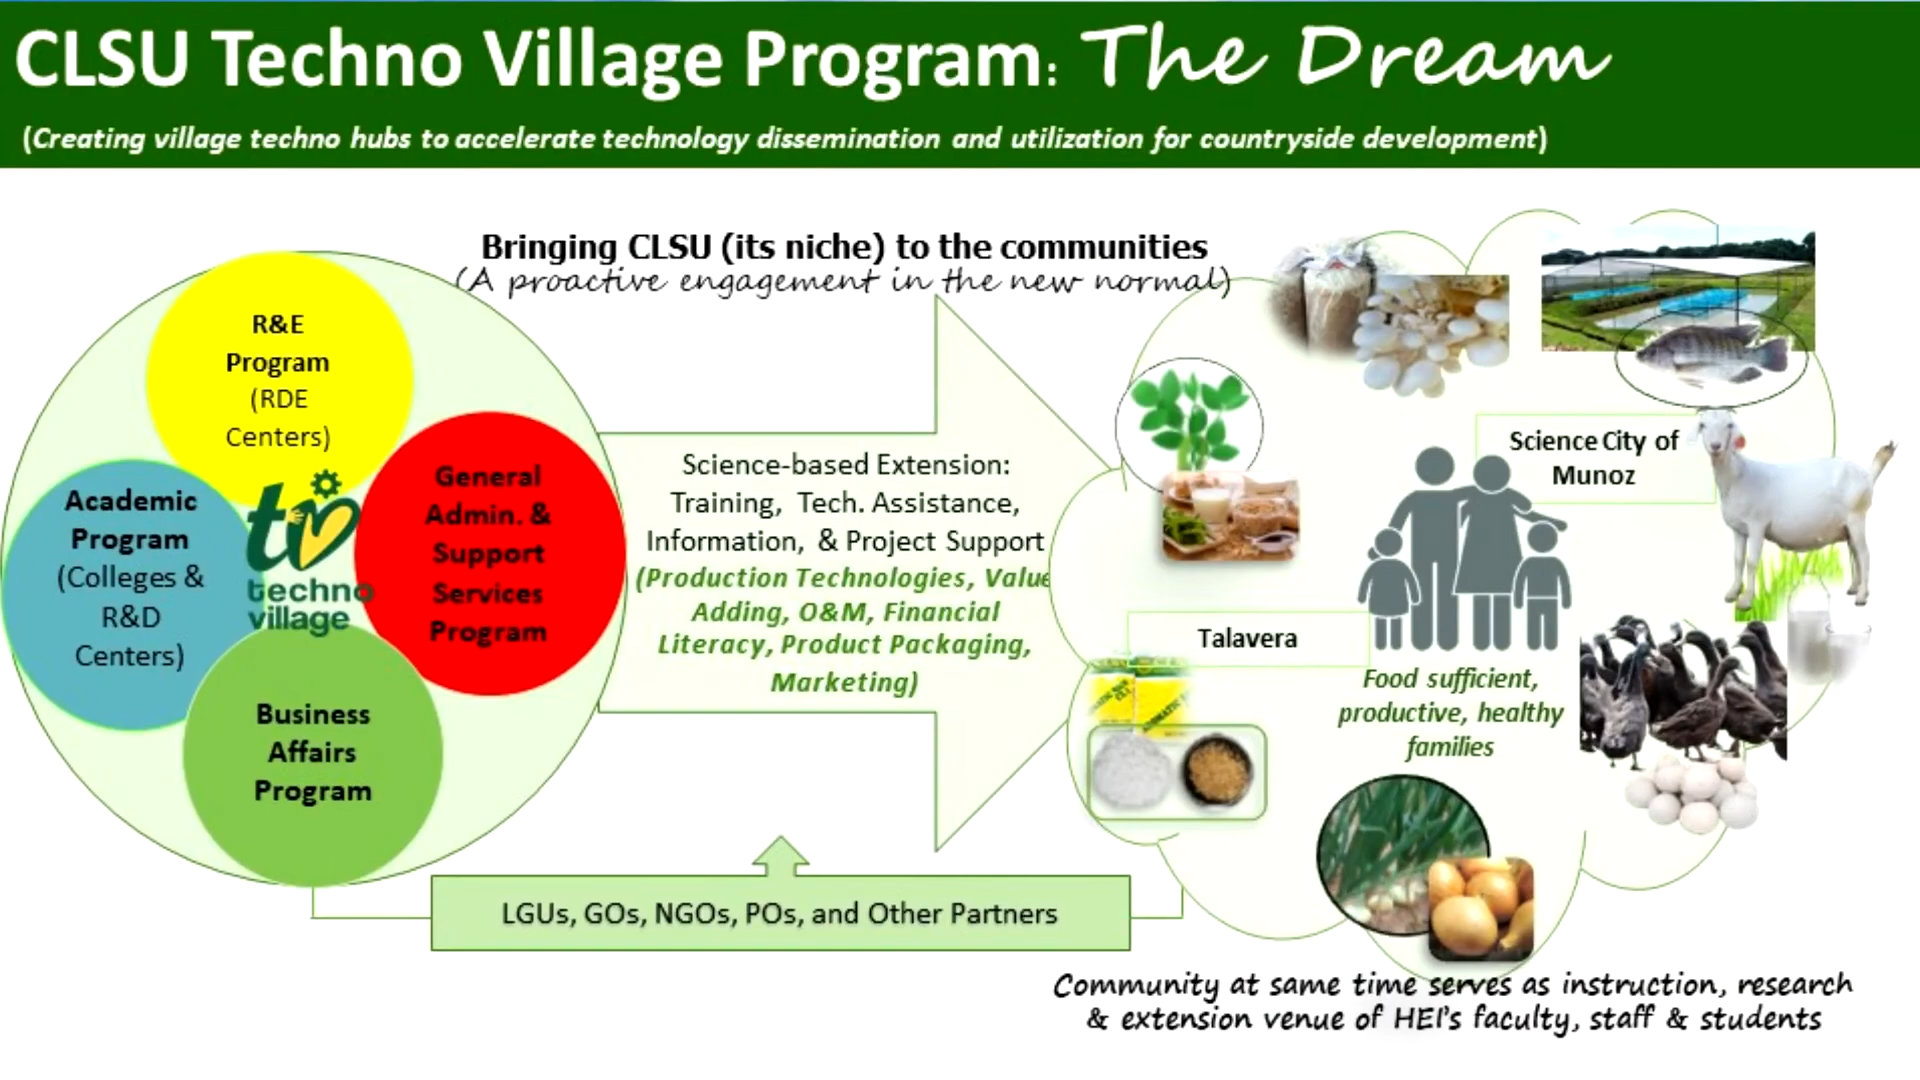 CLSU Techno Village Program: The Dream
(Creating village techno hubs to accelerate technology dissemination and utilization for countryside development)
Bringing CLSU (its niche) to the communities
(A proactive engagement in the new normal)
R&E
Program
(RDE
Centers)
Academic
Program
(Colleges &
R&D
Centers)
techno
village
General
Admin. &
Support
Services
Program
Business
Affairs
Program
Science-based Extension:
Training, Tech. Assistance,
Information, & Project Support
(Production Technologies, Value
Adding, O&M, Financial
Literacy, Product Packaging,
Marketing)
LGUs, GOs, NGOs, POs, and Other Partners
Science City of
Munoz
Talavera
Food sufficient,
productive, healthy
families
Community at same time serves as instruction, research
& extension venue of HEI's faculty, staff & students